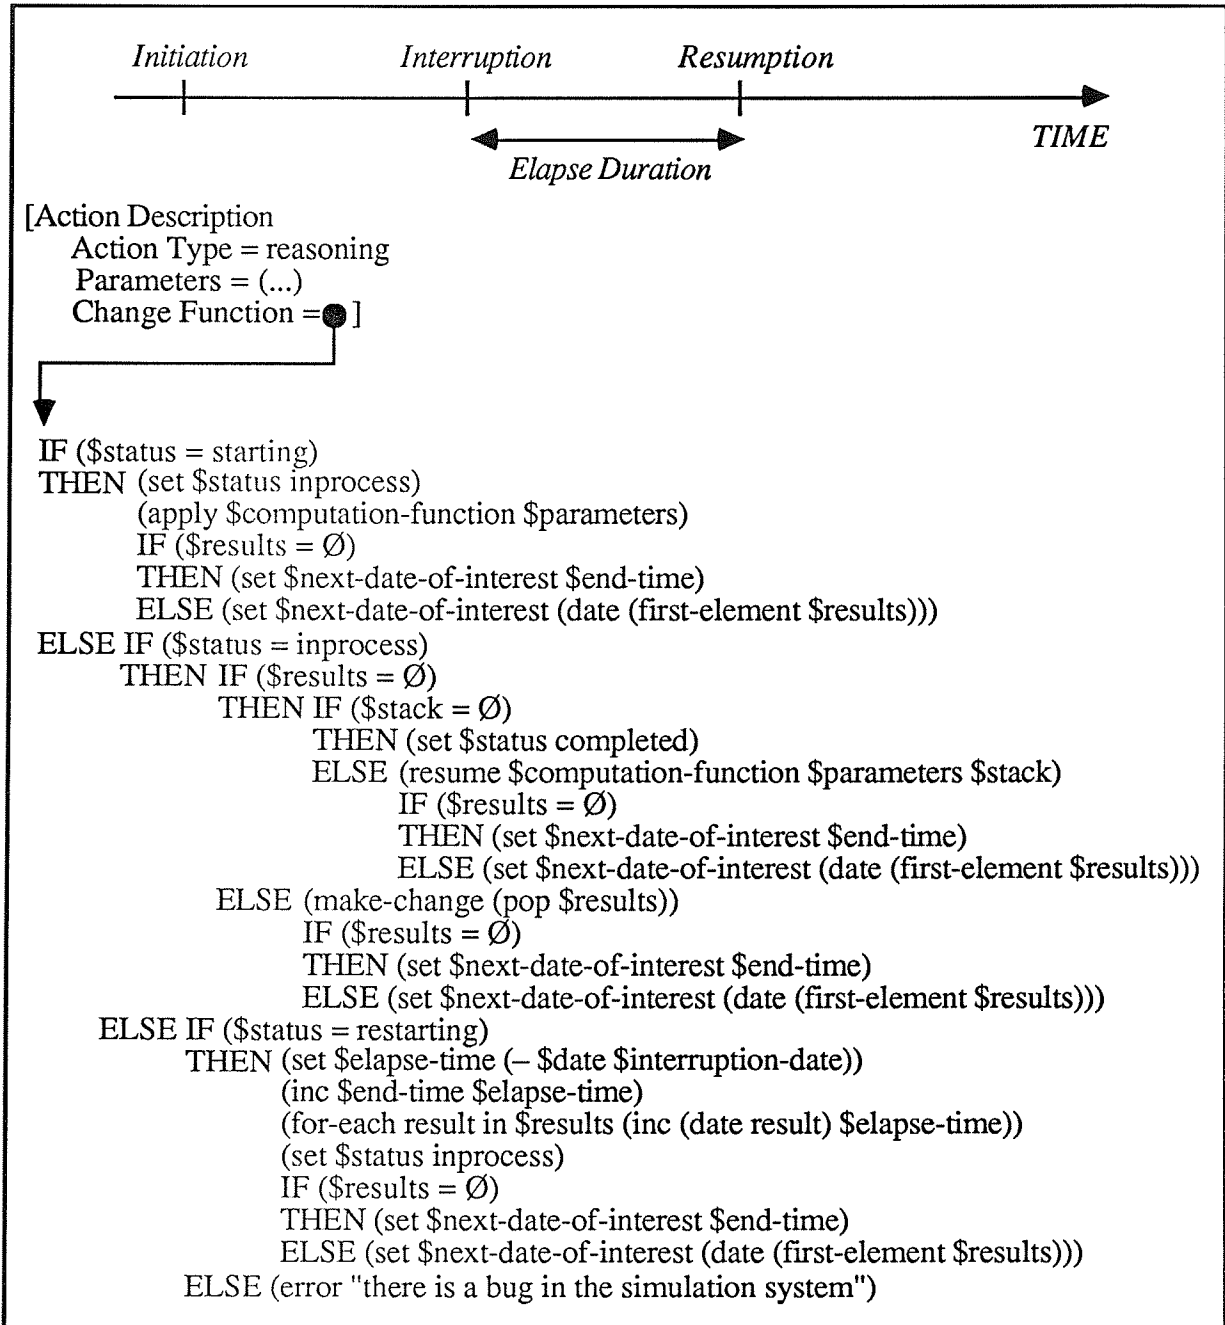 Initiation Interruption Resumption
TIME
Elapse Duration
[Action Description
Action Type = reasoning
Parameters = (...)
Change Function = ]
IF ($status = starting)
THEN (set $status inprocess)
(apply $computation-function $parameters)
IF ($results = Ø)
THEN (set $next-date-of-interest $end-time)
ELSE (set $next-date-of-interest (date (first-element $results)))
ELSE IF ($status = inprocess)
THEN IF ($results = Ø)
THEN IF ($stack = Ø)
THEN (set $status completed)
ELSE (resume $computation-function $parameters $stack)
IF ($results = Ø)
THEN (set $next-date-of-interest $end-time)
ELSE (set $next-date-of-interest (date (first-element $results)))
ELSE (make-change (pop $results))
IF ($results = Ø)
THEN (set $next-date-of-interest $end-time)
ELSE (set $next-date-of-interest (date (first-element $results)))
ELSE IF ($status = restarting)
THEN (set $elapse-time (– $date $interruption-date))
(inc $end-time $elapse-time)
(for-each result in $results (inc (date result) $elapse-time))
(set $status inprocess)
IF ($results = Ø)
THEN (set $next-date-of-interest $end-time)
ELSE (set $next-date-of-interest (date (first-element $results)))
ELSE (error "there is a bug in the simulation system")